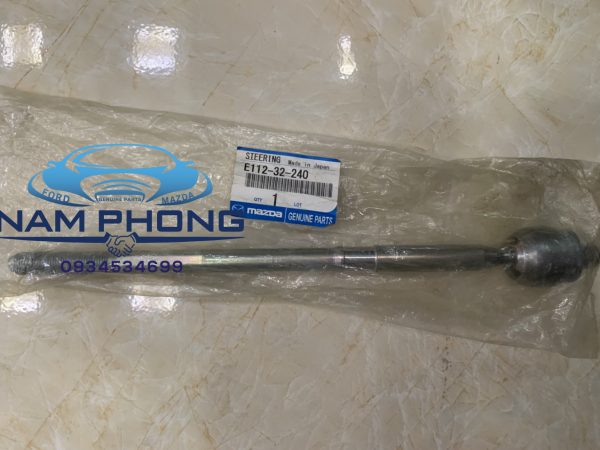 STEERING Made in Japan
E112-32-240
QTY LOT
1
mazda GENUINE PARTS
GENUINE PARTS
FORD MAZDA
NAM PHONG
0934534699